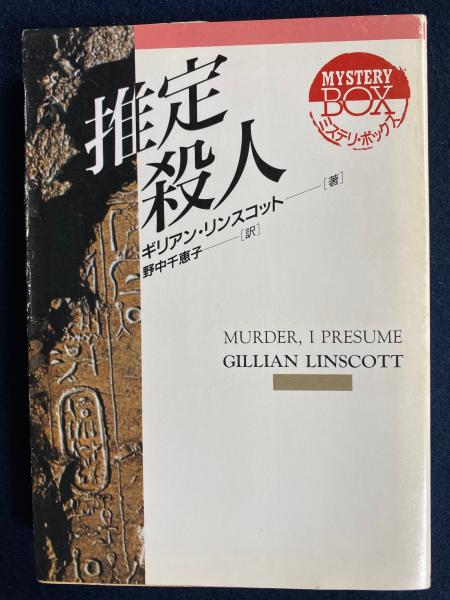 推定
殺人
ギリアン・リンスコット——[著]
野中千恵子——[訳]
MYSTERY
BOX
ミステリ・ボックス
MURDER, I PRESUME
GILLIAN LINSCOTT